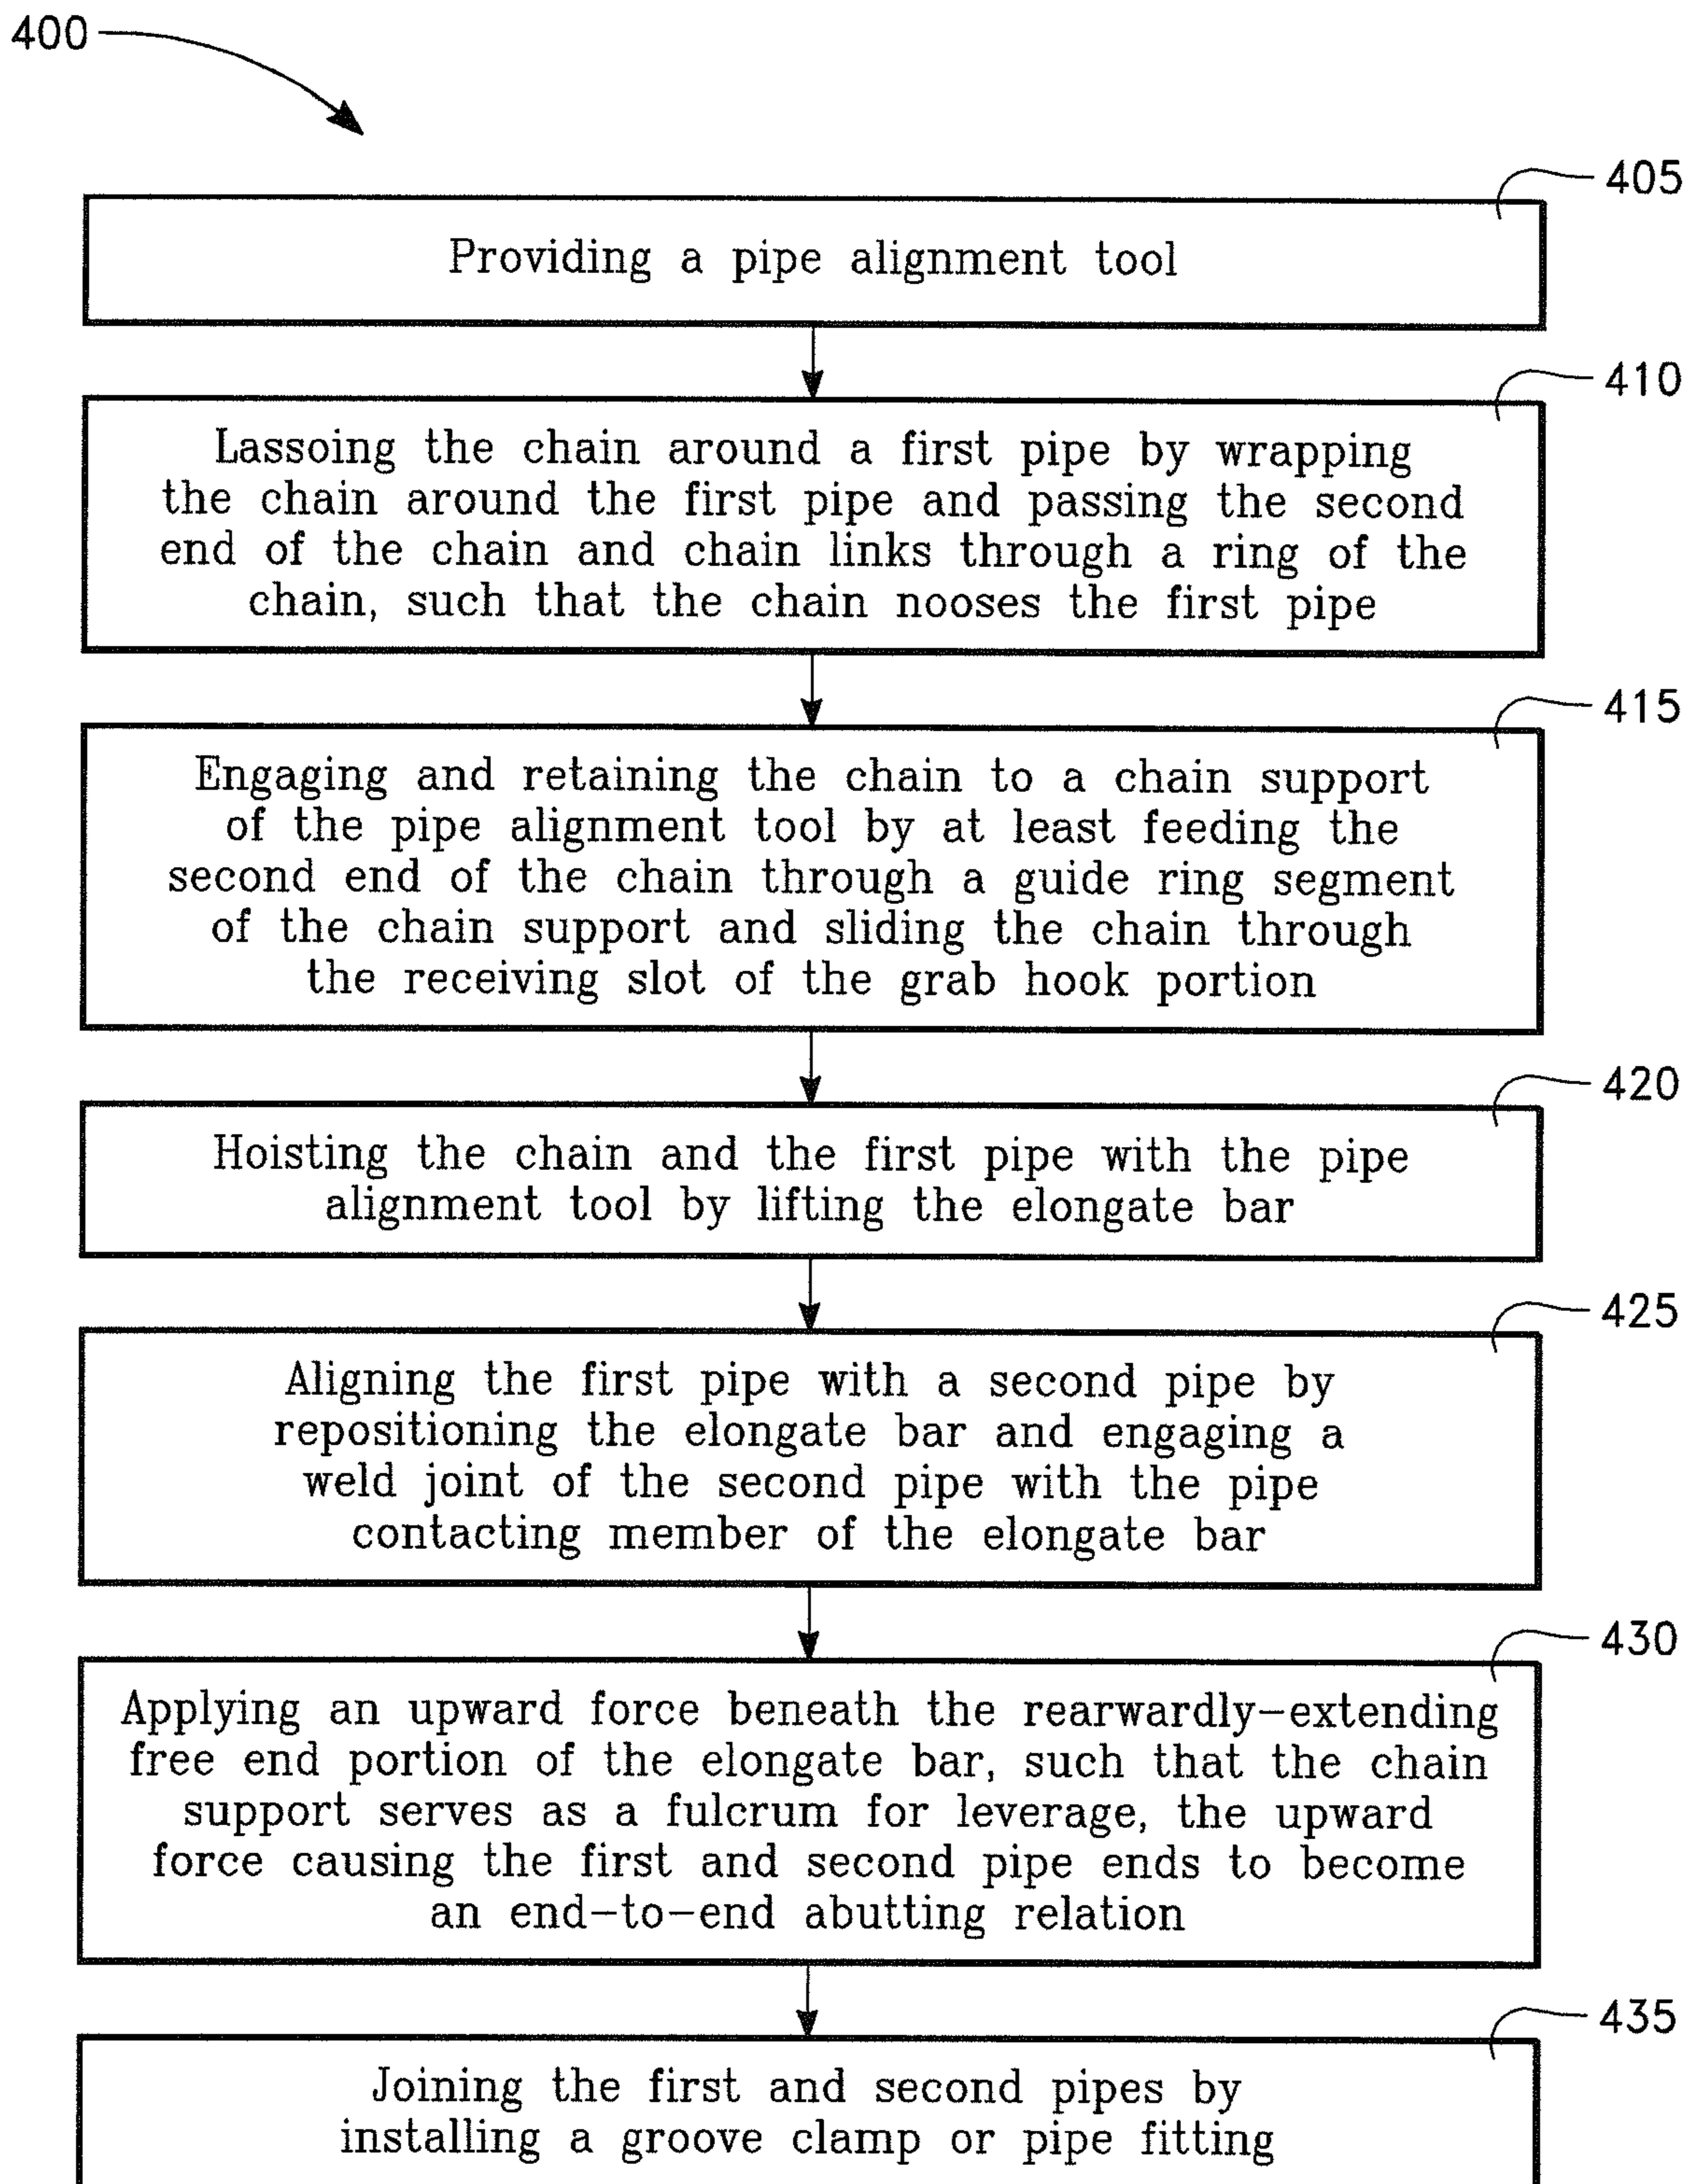 400
405
Providing a pipe alignment tool
410
Lassoing the chain around a first pipe by wrapping
the chain around the first pipe and passing the second
end of the chain and chain links through a ring of the
chain, such that the chain nooses the first pipe
415
Engaging and retaining the chain to a chain support
of the pipe alignment tool by at least feeding the
second end of the chain through a guide ring segment
of the chain support and sliding the chain through
the receiving slot of the grab hook portion
420
Hoisting the chain and the first pipe with the pipe
alignment tool by lifting the elongate bar
425
Aligning the first pipe with a second pipe by
repositioning the elongate bar and engaging a
weld joint of the second pipe with the pipe
contacting member of the elongate bar
430
Applying an upward force beneath the rearwardly-extending
free end portion of the elongate bar, such that the chain
support serves as a fulcrum for leverage, the upward
force causing the first and second pipe ends to become
an end-to-end abutting relation
435
Joining the first and second pipes by
installing a groove clamp or pipe fitting